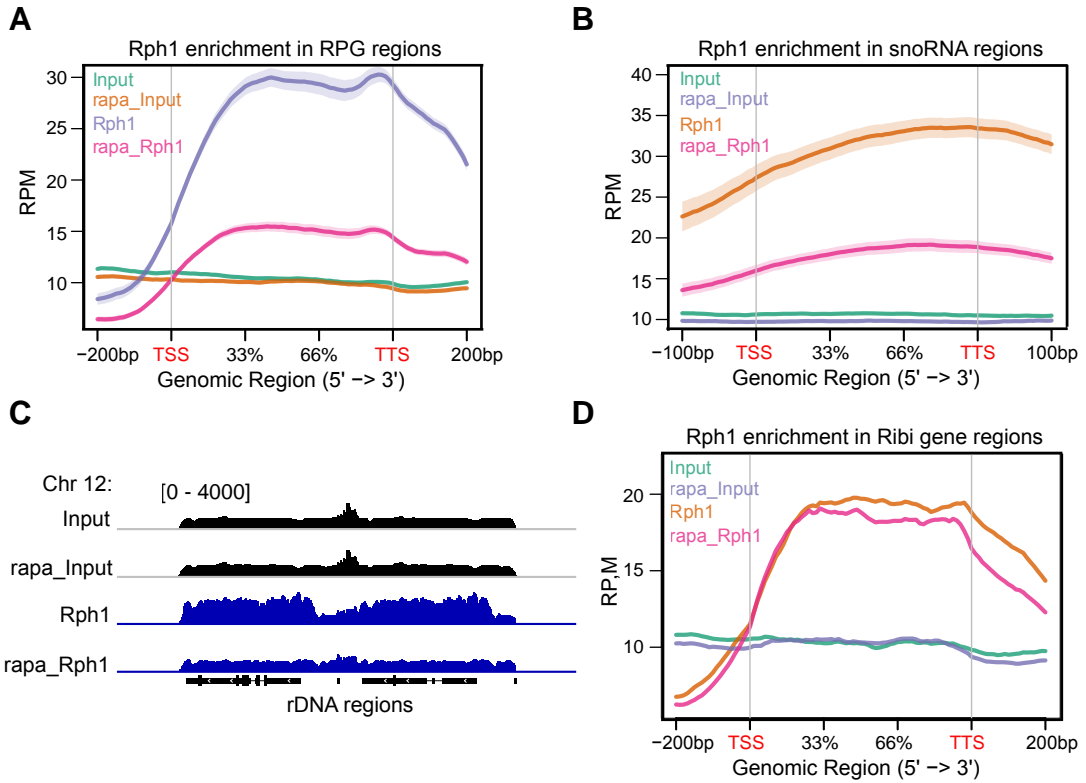 A
Rph1 enrichment in RPG regions
Input
rapa_Input
Rph1
rapa_Rph1
RPM
30
25
20
15
10
−200bp TSS 33% 66% TTS 200bp
Genomic Region (5' −> 3')
B
Rph1 enrichment in snoRNA regions
Input
rapa_Input
Rph1
rapa_Rph1
RPM
40
35
30
25
20
15
10
−100bp TSS 33% 66% TTS 100bp
Genomic Region (5' −> 3')
C
Chr 12: [0 - 4000]
Input
rapa_Input
Rph1
rapa_Rph1
rDNA regions
D
Rph1 enrichment in Ribi gene regions
Input
rapa_Input
Rph1
rapa_Rph1
RP,M
20
15
10
−200bp TSS 33% 66% TTS 200bp
Genomic Region (5' −> 3')